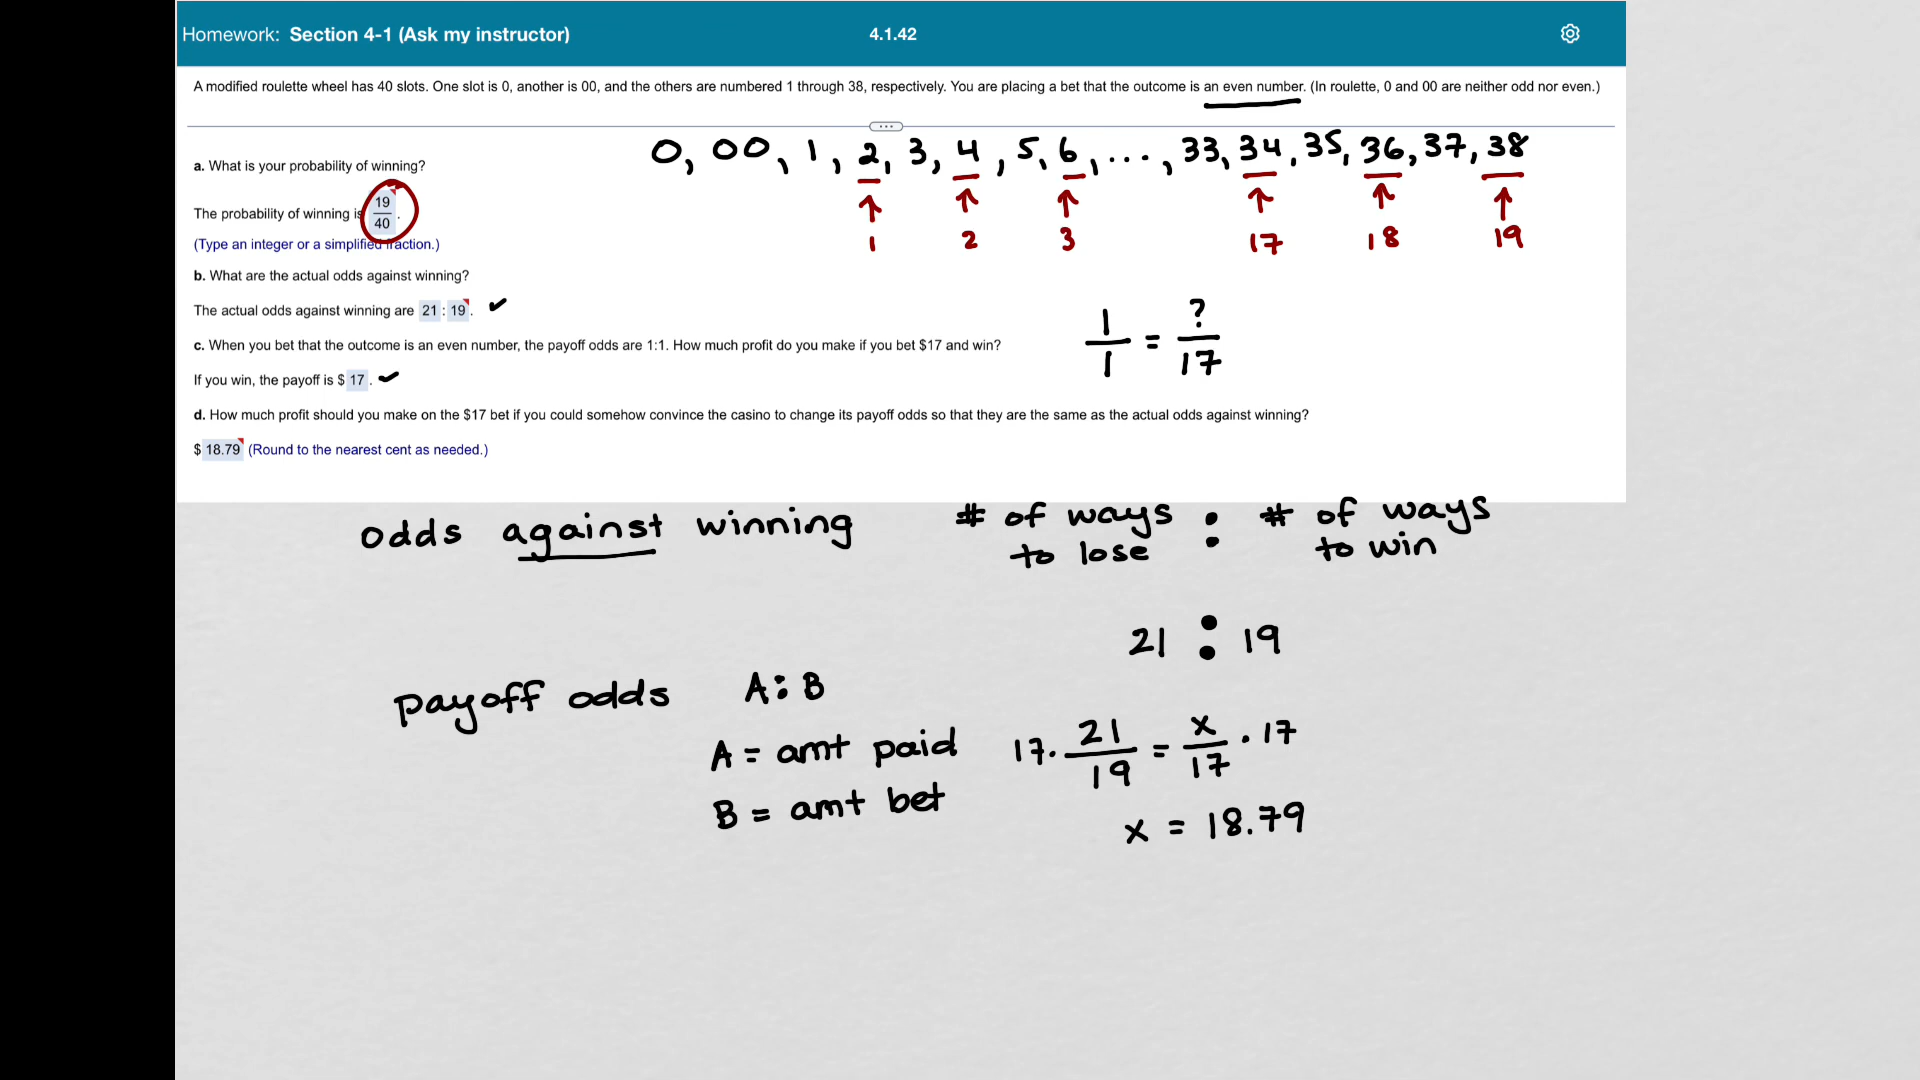 Homework: Section 4-1 (Ask my instructor) 4.1.42
A modified roulette wheel has 40 slots. One slot is 0, another is 00, and the others are numbered 1 through 38, respectively. You are placing a bet that the outcome is an even number. (In roulette, 0 and 00 are neither odd nor even.)
0, 00, 1, 2, 3, 4, 5, 6, ..., 33, 34, 35, 36, 37, 38
1 2 3 17 18 19
a. What is your probability of winning?
The probability of winning is 19/40.
(Type an integer or a simplified fraction.)
b. What are the actual odds against winning?
The actual odds against winning are 21 : 19. ✓
1/1 = ?/17
c. When you bet that the outcome is an even number, the payoff odds are 1:1. How much profit do you make if you bet $17 and win?
If you win, the payoff is $ 17. ✓
d. How much profit should you make on the $17 bet if you could somehow convince the casino to change its payoff odds so that they are the same as the actual odds against winning?
$ 18.79 (Round to the nearest cent as needed.)
odds against winning
# of ways to lose : # of ways to win
21 : 19
payoff odds A:B
A = amt paid
B = amt bet
17 · 21/19 = x/17 · 17
x = 18.79